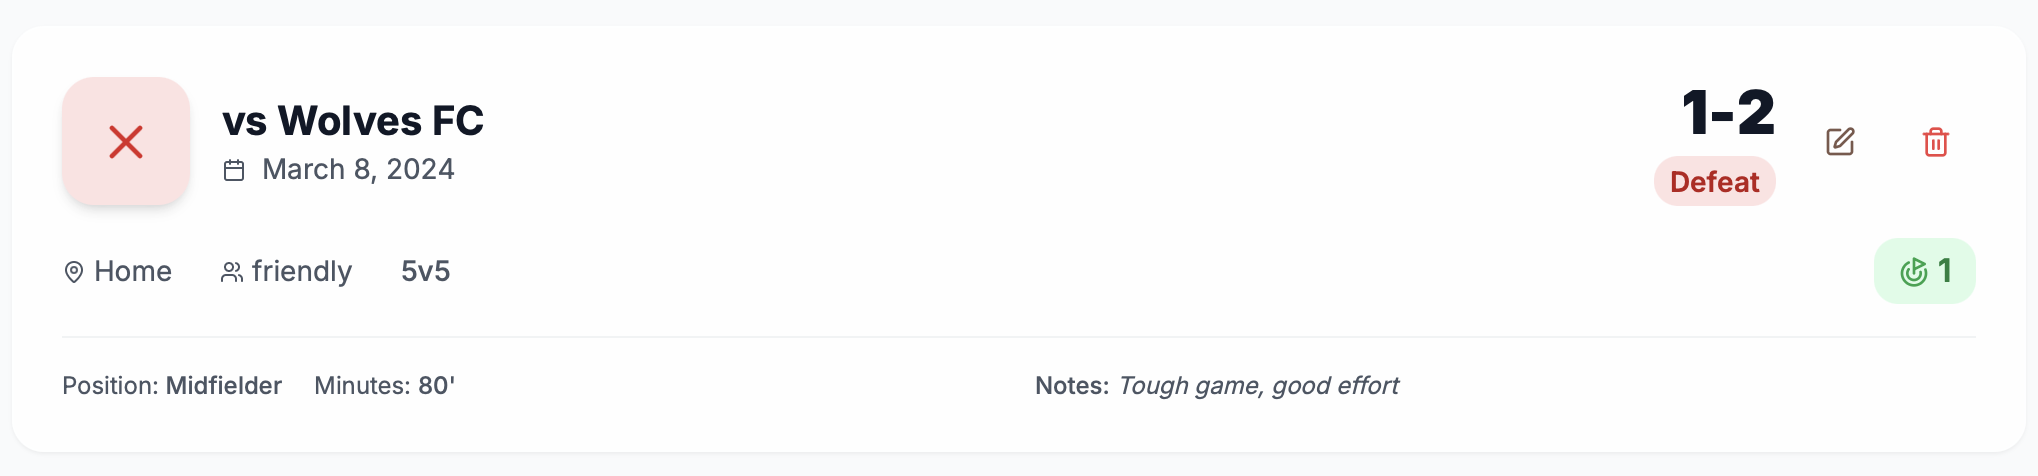 vs Wolves FC
March 8, 2024
1-2
Defeat
Home friendly 5v5
1
Position: Midfielder Minutes: 80'
Notes: Tough game, good effort